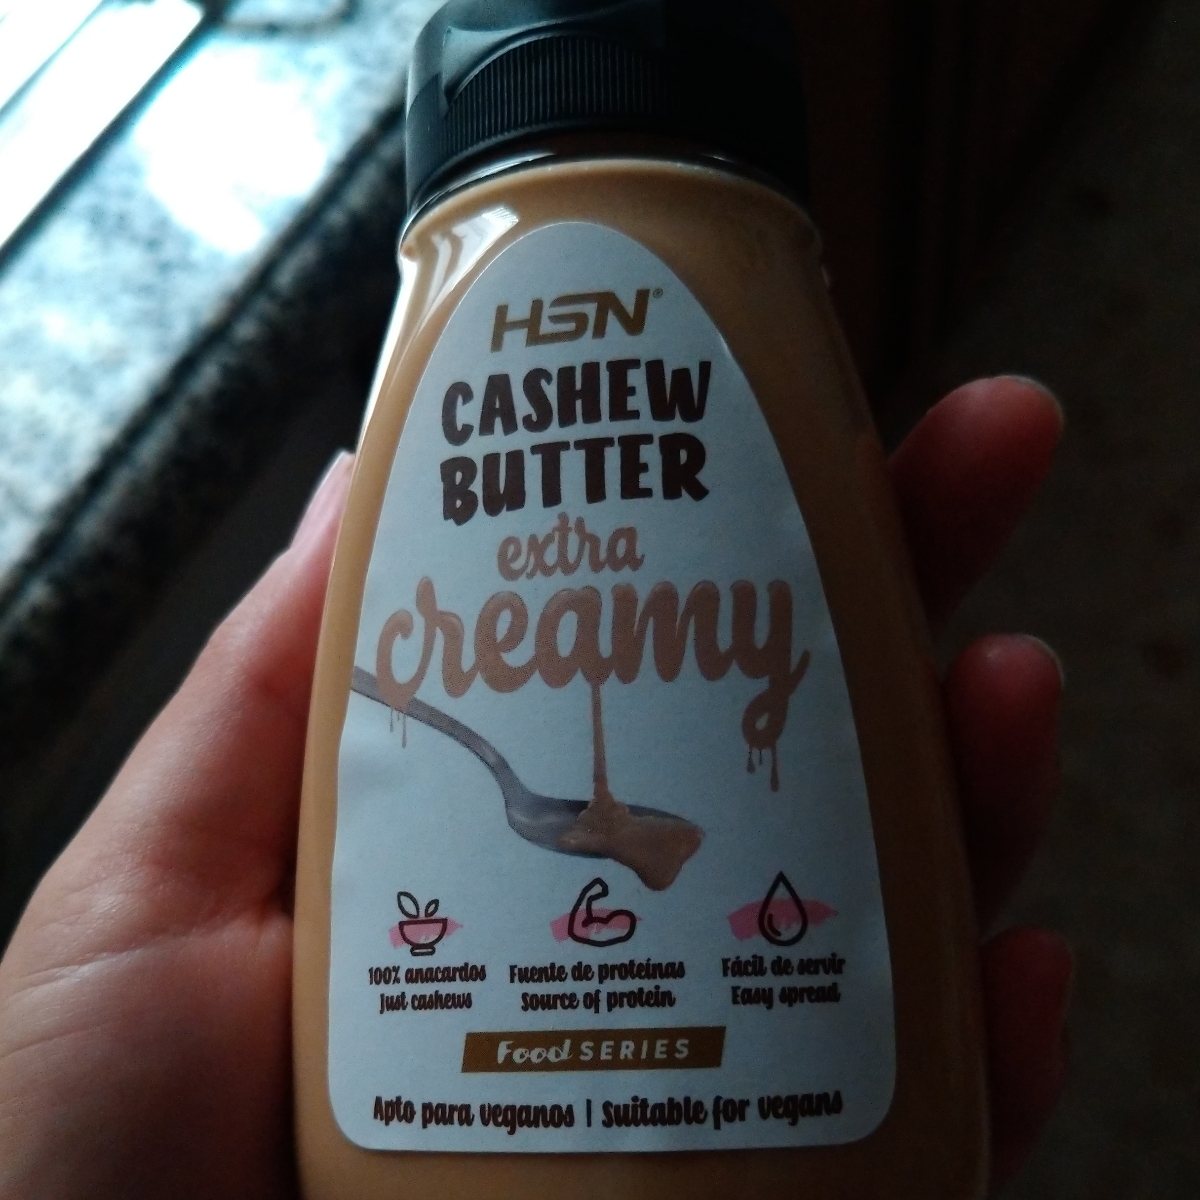 HSN®
CASHEW
BUTTER
extra
creamy
100% anacardos
Just cashews
Fuente de proteínas
Source of protein
Fácil de servir
Easy spread
Food SERIES
Apto para veganos | Suitable for vegans